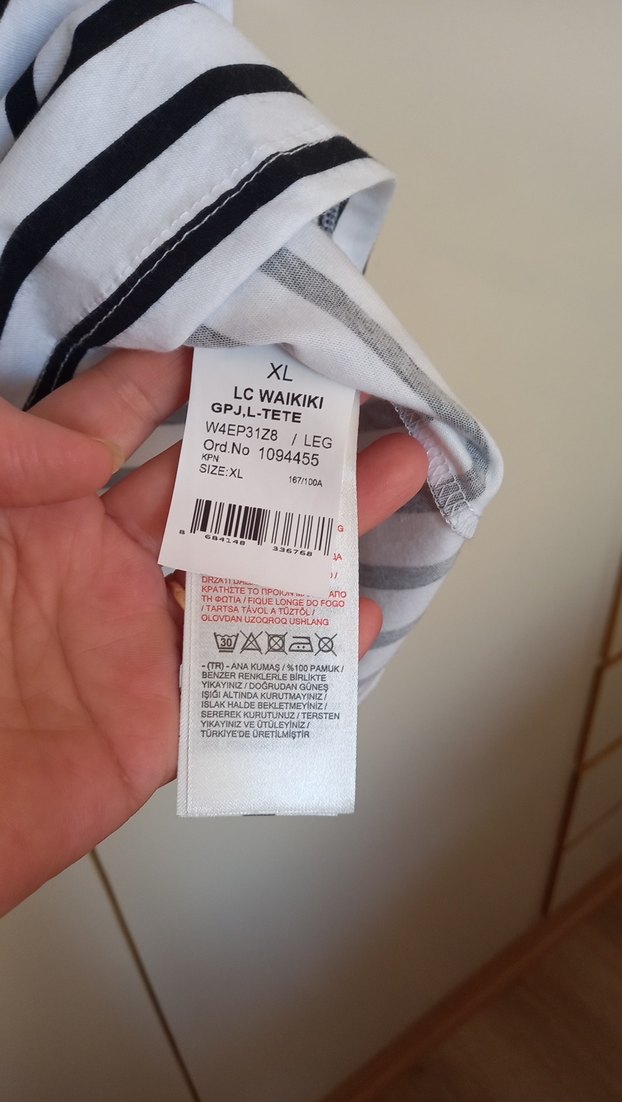 XL
LC WAIKIKI
GPJ,L-TETE
W4EP31Z8 / LEG
Ord.No 1094455
KPN
SIZE:XL 167/100A
8 684148 336768
ΚΡΑΤΗΣΤΕ ΤΟ ΠΡΟΙΟΝ ΑΠΟ
ΤΗ ΦΩΤΙΑ / FIQUE LONGE DO FOGO
/ TARTSA TÁVOL A TŰZTŐL /
OLOVDAN UZOQROQ USHLANG
30
- (TR) - ANA KUMAŞ / %100 PAMUK /
BENZER RENKLERLE BİRLİKTE
YIKAYINIZ / DOĞRUDAN GÜNEŞ
IŞIĞI ALTINDA KURUTMAYINIZ /
ISLAK HALDE BEKLETMEYİNİZ /
SEREREK KURUTUNUZ / TERSTEN
YIKAYINIZ VE ÜTÜLEYİNİZ /
TÜRKİYE'DE ÜRETİLMİŞTİR